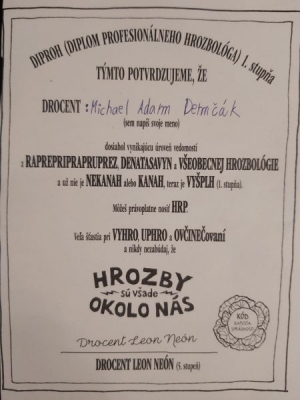 DIPROH (DIPLOM PROFESIONÁLNEHO HROZBOLÓGA) 1. stupňa
TÝMTO POTVRDZUJEME, ŽE
DROCENT : Michael Adam Demčák
(sem napíš svoje meno)
dosiahol vynikajúcu úroveň vedomostí
z RAPREPRIPRAPRUPREZ, DENATASAVYN a VŠEOBECNEJ HROZBOLÓGIE
a už nie je NEKANAH alebo KANAH, teraz je VYŠPLH (1. stupňa).
Môžeš právoplatne nosiť HRP.
Veľa šťastia pri VYHRO, UPHRO a OVČINEČovaní
a nikdy nezabúdaj, že
HROZBY
sú všade
OKOLO NÁS
KÓD
Drocent Leon Neón
DROCENT LEON NEÓN (5. stupeň)